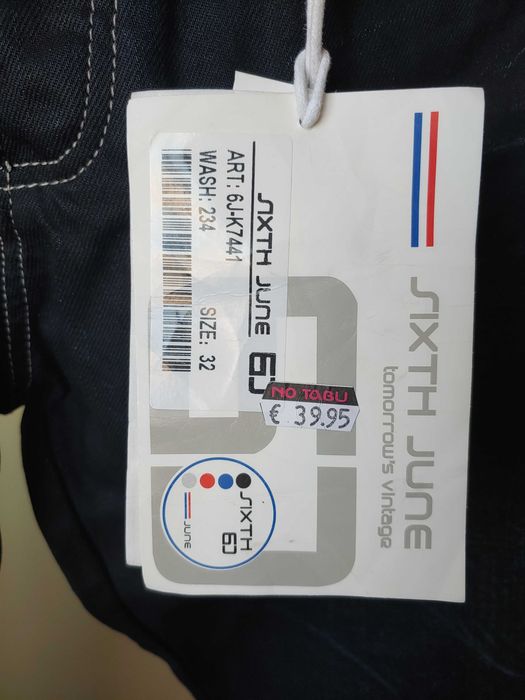 SIXTH JUNE
tomorrow's vintage
SIXTH JUNE 6J
ART: 6J-K7441
WASH: 234 SIZE: 32
NO TABU
€ 39.95
SIXTH
6J
JUNE